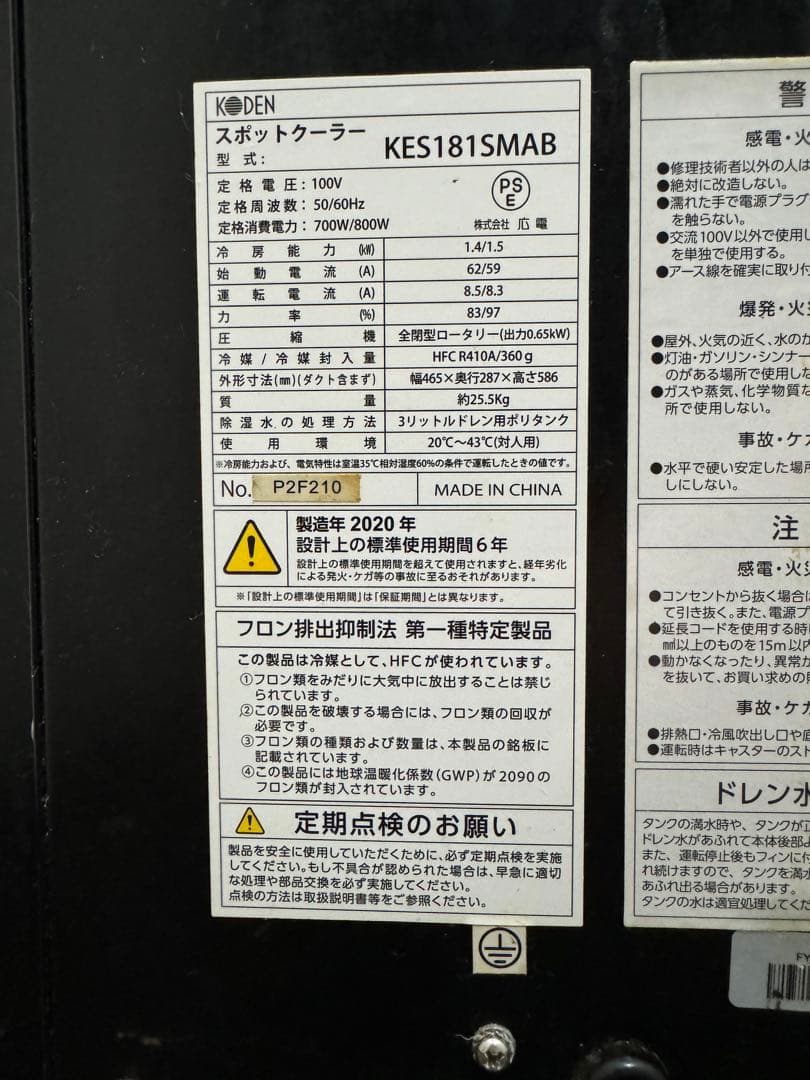 KODEN
スポットクーラー
型式: KES181SMAB
定格電圧: 100V
定格周波数: 50/60Hz
定格消費電力: 700W/800W
PSE
株式会社 広電
冷房能力 (kW) 1.4/1.5
始動電流 (A) 62/59
運転電流 (A) 8.5/8.3
力率 (%) 83/97
圧縮機 全閉型ロータリー(出力0.65kW)
冷媒/冷媒封入量 HFC R410A/360g
外形寸法(mm)(ダクト含まず) 幅465×奥行287×高さ586
質量 約25.5Kg
除湿水の処理方法 3リットルドレン用ポリタンク
使用環境 20℃〜43℃(対人用)
※冷房能力および、電気特性は室温35℃相対湿度60%の条件で運転したときの値です。
No. P2F210 MADE IN CHINA
製造年 2020 年
設計上の標準使用期間 6 年
設計上の標準使用期間を超えて使用されますと、経年劣化
による発火・ケガ等の事故に至るおそれがあります。
※「設計上の標準使用期間」は「保証期間」とは異なります。
フロン排出抑制法 第一種特定製品
この製品は冷媒として、HFCが使われています。
①フロン類をみだりに大気中に放出することは禁じ
られています。
②この製品を破壊する場合には、フロン類の回収が
必要です。
③フロン類の種類および数量は、本製品の銘板に
記載されています。
④この製品には地球温暖化係数(GWP)が2090の
フロン類が封入されています。
定期点検のお願い
製品を安全に使用していただくために、必ず定期点検を実施
してください。もし不具合が認められた場合は、早急に適切
な処理や部品交換を必ず実施してください。
点検の方法は取扱説明書等をご参照ください。
警
感電・火
●修理技術者以外の人は
●絶対に改造しない。
●濡れた手で電源プラグ
を触らない。
●交流100V以外で使用し
を単独で使用する。
●アース線を確実に取り付
爆発・火災
●屋外、火気の近く、水のか
●灯油・ガソリン・シンナー
のがある場所で使用しな
●ガスや蒸気、化学物質な
所で使用しない。
事故・ケガ
●水平で硬い安定した場所
しにしない。
注
感電・火災
●コンセントから抜く場合は
て引き抜く。また、電源プ
●延長コードを使用する時
㎟以上のものを15m以内
●動かなくなったり、異常か
を抜いて、お買い求めの
事故・ケガ
●排熱口・冷風吹出し口や底
●運転時はキャスターのスト
ドレン水
タンクの満水時や、タンクが正
ドレン水があふれて本体後部よ
また、運転停止後もフィンに付
れ続けますので、タンクを満水
あふれ出る場合があります。
タンクの水は適宜処理してくだ
FY